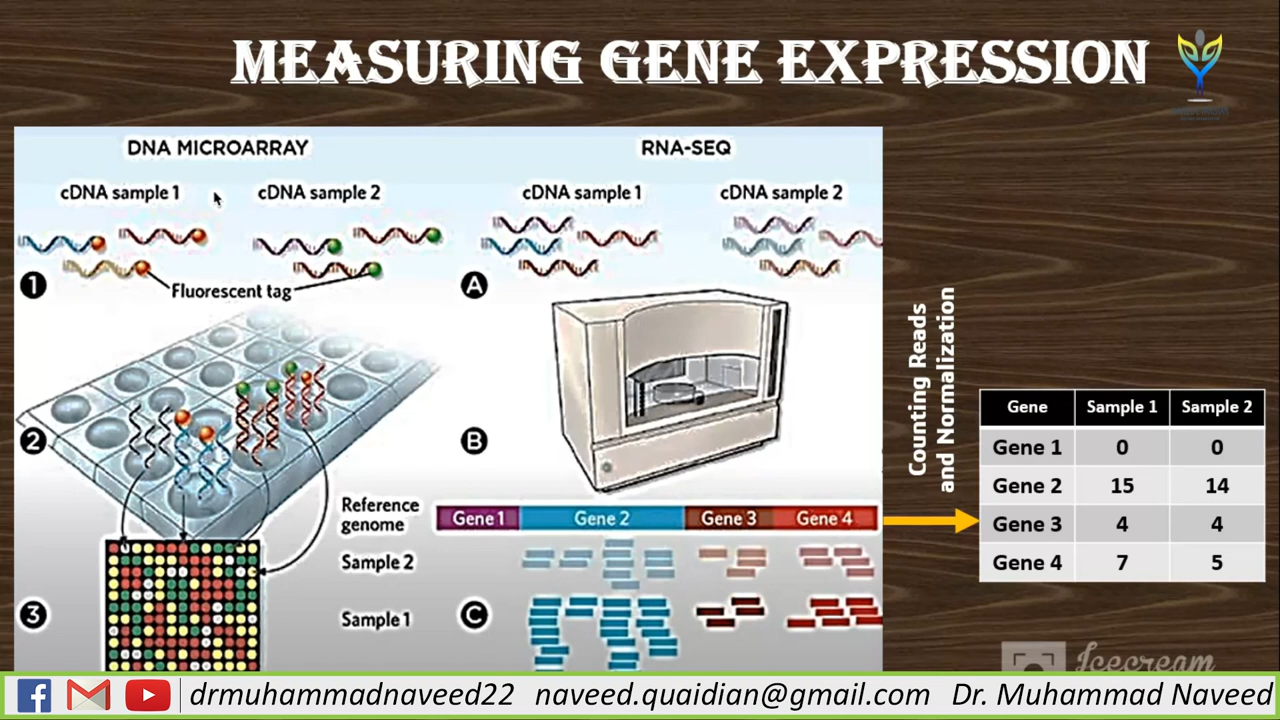 MEASURING GENE EXPRESSION
DNA MICROARRAY
cDNA sample 1
cDNA sample 2
1
Fluorescent tag
2
3
RNA-SEQ
cDNA sample 1
cDNA sample 2
A
B
Reference genome
Gene 1 Gene 2 Gene 3 Gene 4
Sample 2
Sample 1
C
Counting Reads
and Normalization
Gene Sample 1 Sample 2
Gene 1 0 0
Gene 2 15 14
Gene 3 4 4
Gene 4 7 5
Icecream
drmuhammadnaveed22 naveed.quaidian@gmail.com Dr. Muhammad Naveed